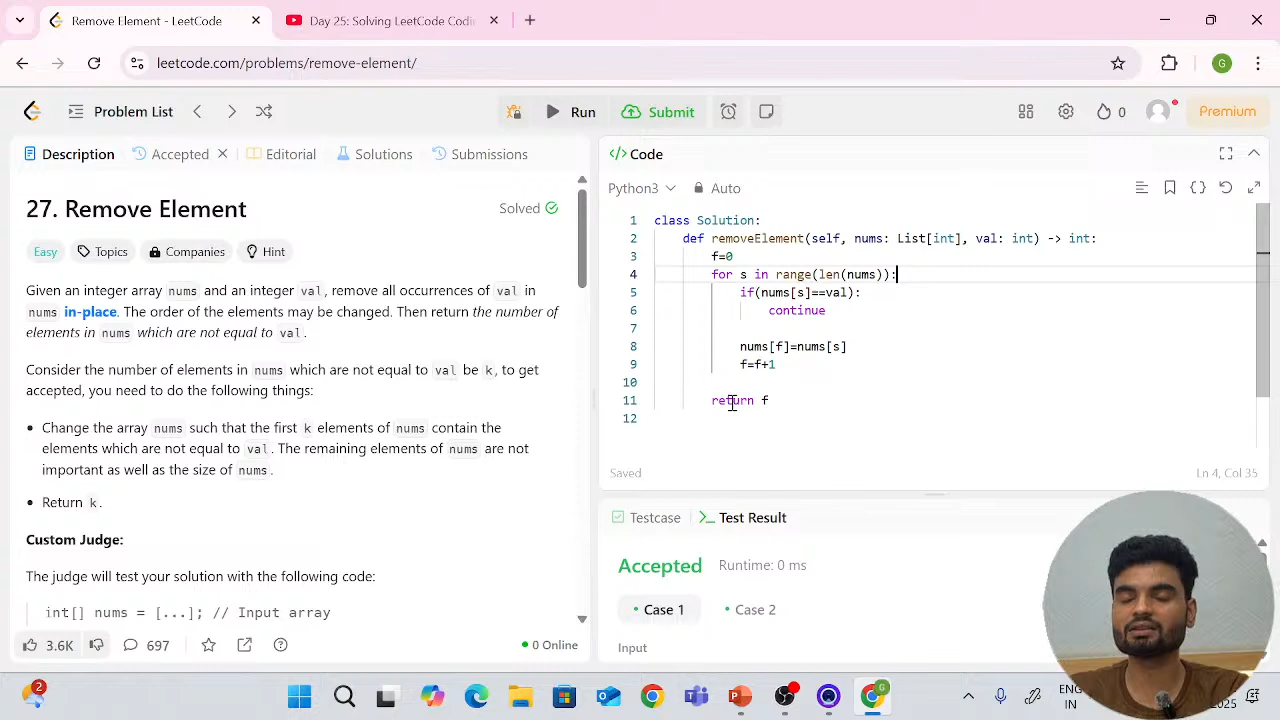 Remove Element - LeetCode
Day 25: Solving LeetCode Codin
leetcode.com/problems/remove-element/
G
Problem List
Run
Submit
0
Premium
Description
Accepted
Editorial
Solutions
Submissions
27. Remove Element
Solved
Easy
Topics
Companies
Hint
Given an integer array nums and an integer val, remove all occurrences of val in
nums in-place. The order of the elements may be changed. Then return the number of
elements in nums which are not equal to val.
Consider the number of elements in nums which are not equal to val be k, to get
accepted, you need to do the following things:
• Change the array nums such that the first k elements of nums contain the
elements which are not equal to val. The remaining elements of nums are not
important as well as the size of nums.
• Return k.
Custom Judge:
The judge will test your solution with the following code:
int[] nums = [...]; // Input array
3.6K
697
0 Online
</> Code
Python3
Auto
1 class Solution:
2 def removeElement(self, nums: List[int], val: int) -> int:
3 f=0
4 for s in range(len(nums)):
5 if(nums[s]==val):
6 continue
7
8 nums[f]=nums[s]
9 f=f+1
10
11 return f
12
Saved
Ln 4, Col 35
Testcase
Test Result
Accepted
Runtime: 0 ms
• Case 1
• Case 2
Input
2
G
ENG
IN
2025